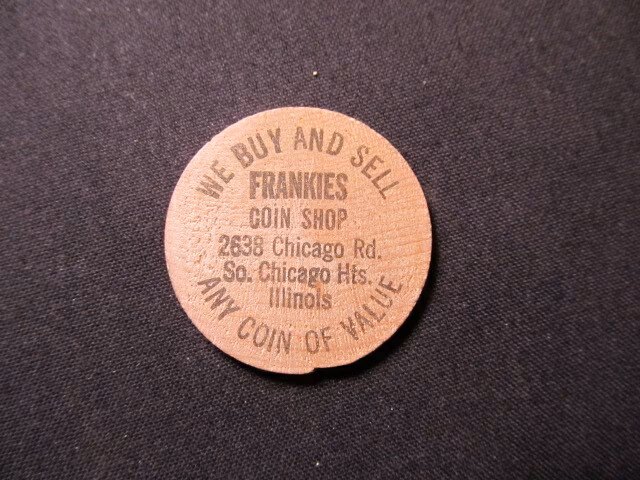 WE BUY AND SELL
FRANKIES
COIN SHOP
2638 Chicago Rd.
So. Chicago Hts.
Illinois
ANY COIN OF VALUE